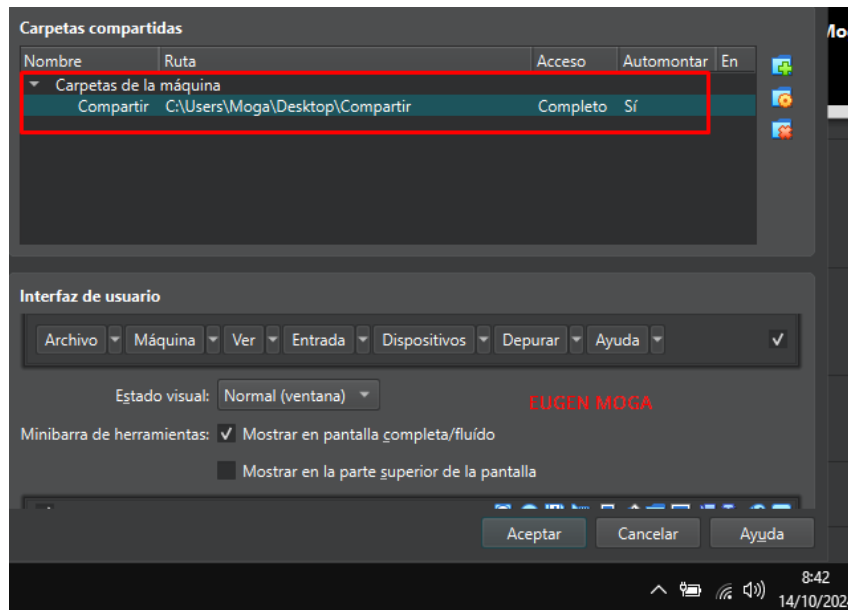 Carpetas compartidas
Nombre Ruta Acceso Automontar En
Carpetas de la máquina
Compartir C:\Users\Moga\Desktop\Compartir Completo Sí
Interfaz de usuario
Archivo Máquina Ver Entrada Dispositivos Depurar Ayuda
Estado visual: Normal (ventana)
EUGEN MOGA
Minibarra de herramientas: Mostrar en pantalla completa/fluído
Mostrar en la parte superior de la pantalla
Aceptar Cancelar Ayuda
8:42